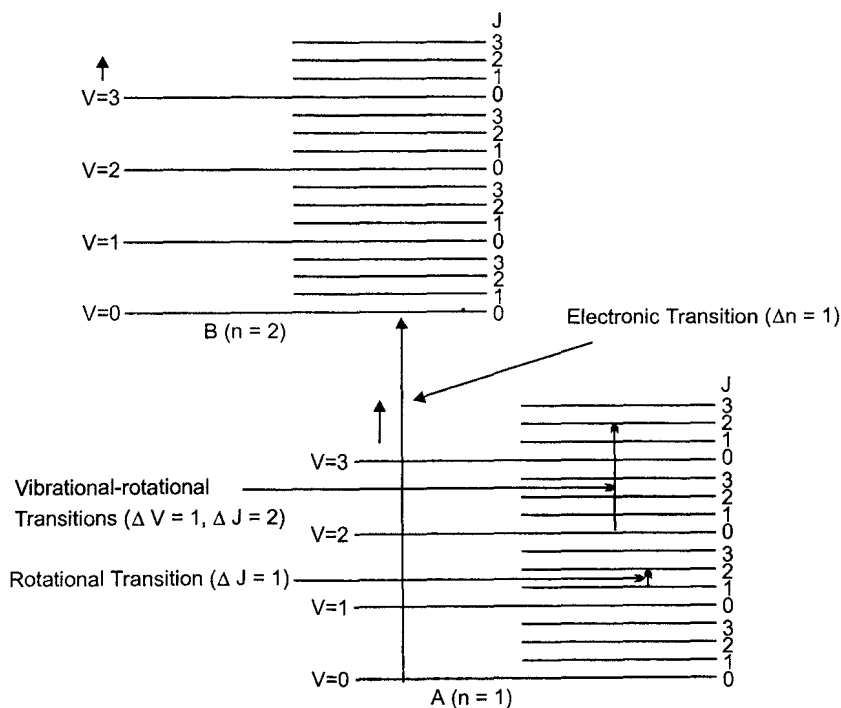 J
3
2
1
V=3 0
3
2
1
V=2 0
3
2
1
V=1 0
3
2
1
V=0 0
B (n = 2)
Electronic Transition (Δn = 1)
J
3
2
1
V=3 0
3
2
1
V=2 0
3
2
1
V=1 0
3
2
1
V=0 0
A (n = 1)
Vibrational-rotational
Transitions (Δ V = 1, Δ J = 2)
Rotational Transition (Δ J = 1)